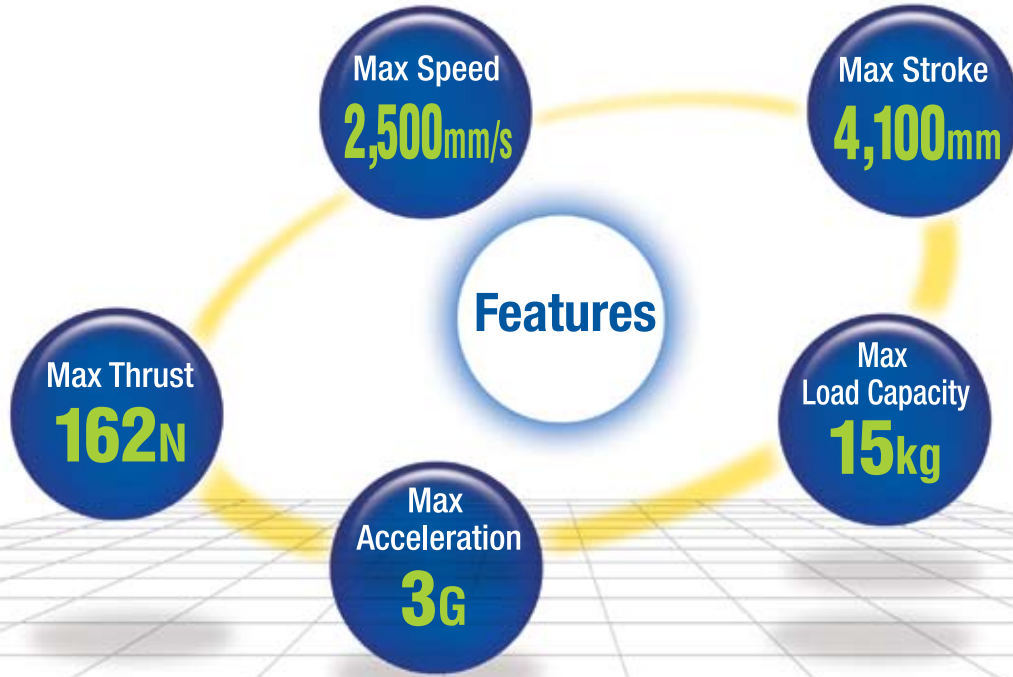 Max Speed
2,500mm/s
Max Stroke
4,100mm
Features
Max Thrust
162N
Max
Load Capacity
15kg
Max
Acceleration
3G